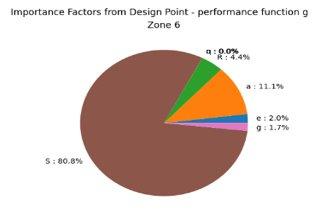 Importance Factors from Design Point - performance function g
Zone 6
q : 0.0%
R : 4.4%
a : 11.1%
e : 2.0%
g : 1.7%
S : 80.8%